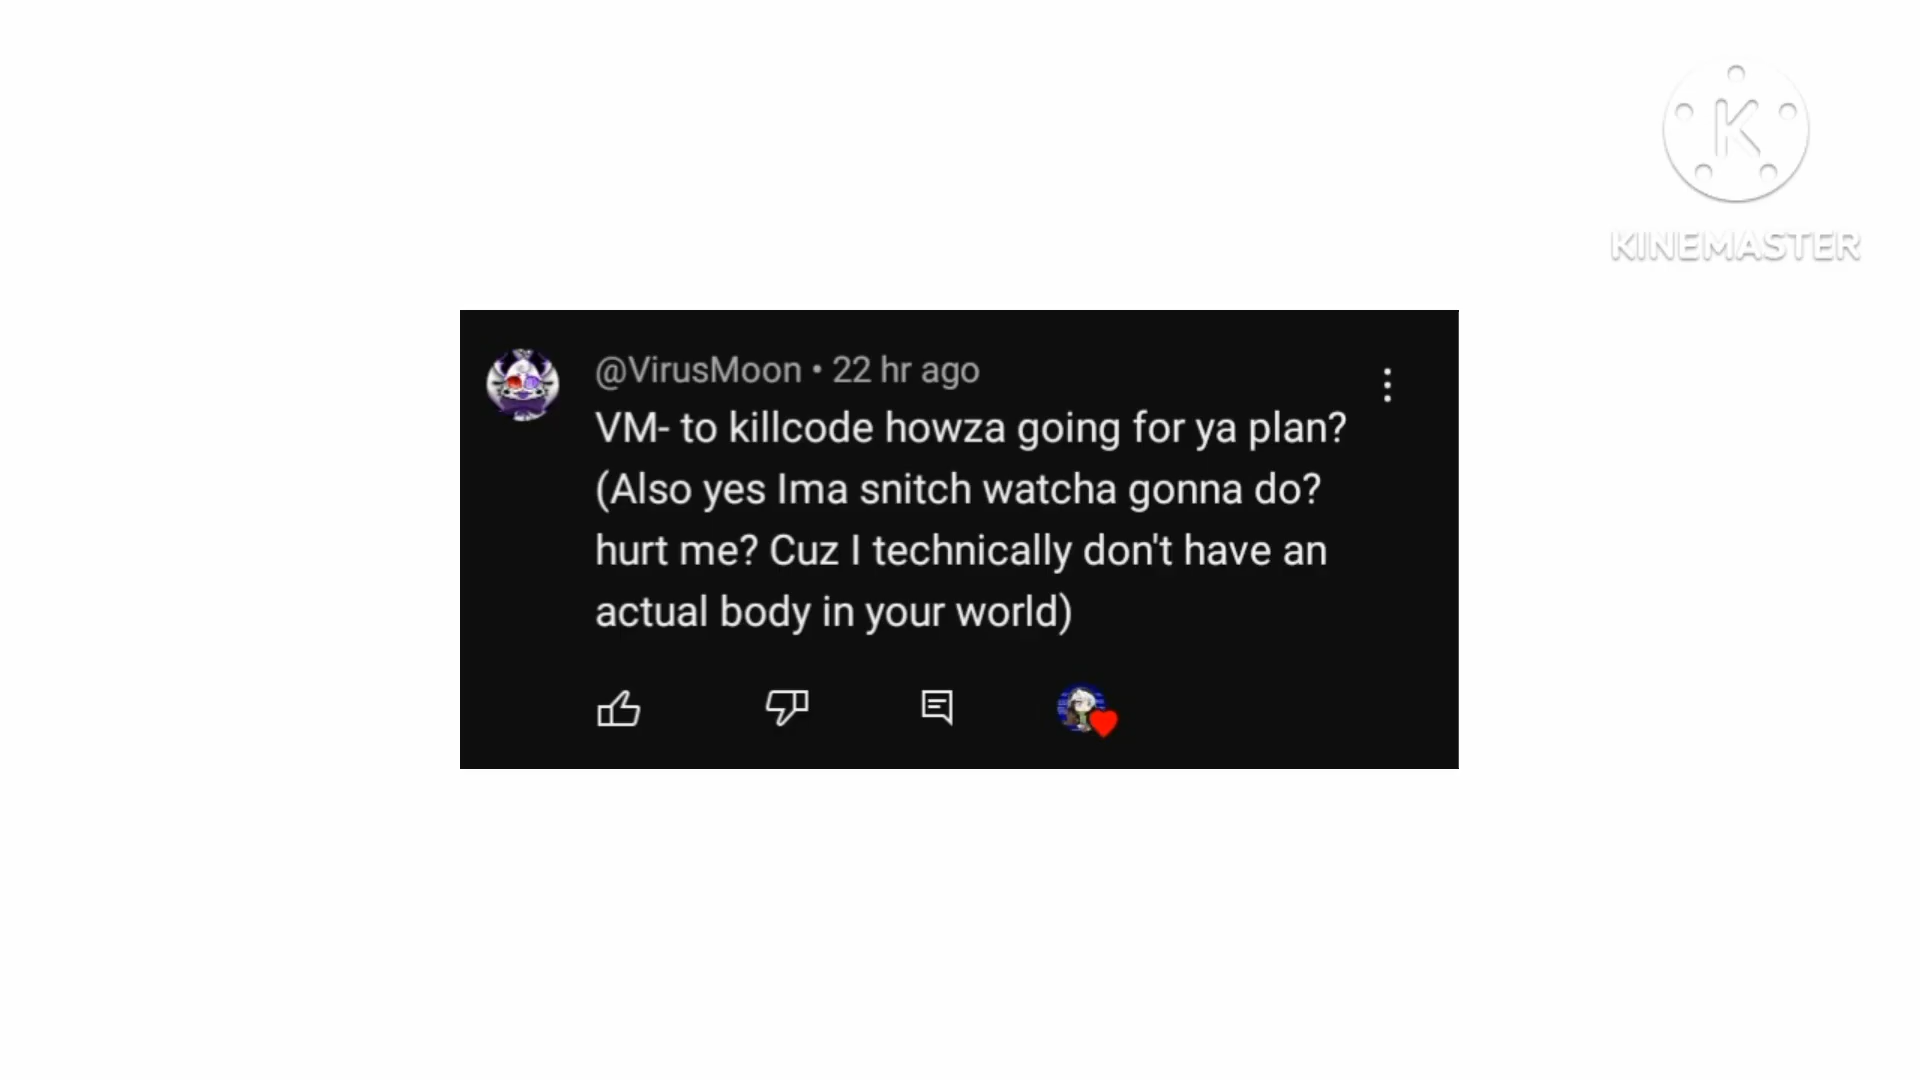 K
KINEMASTER
@VirusMoon • 22 hr ago
VM- to killcode howza going for ya plan?
(Also yes Ima snitch watcha gonna do?
hurt me? Cuz I technically don't have an
actual body in your world)